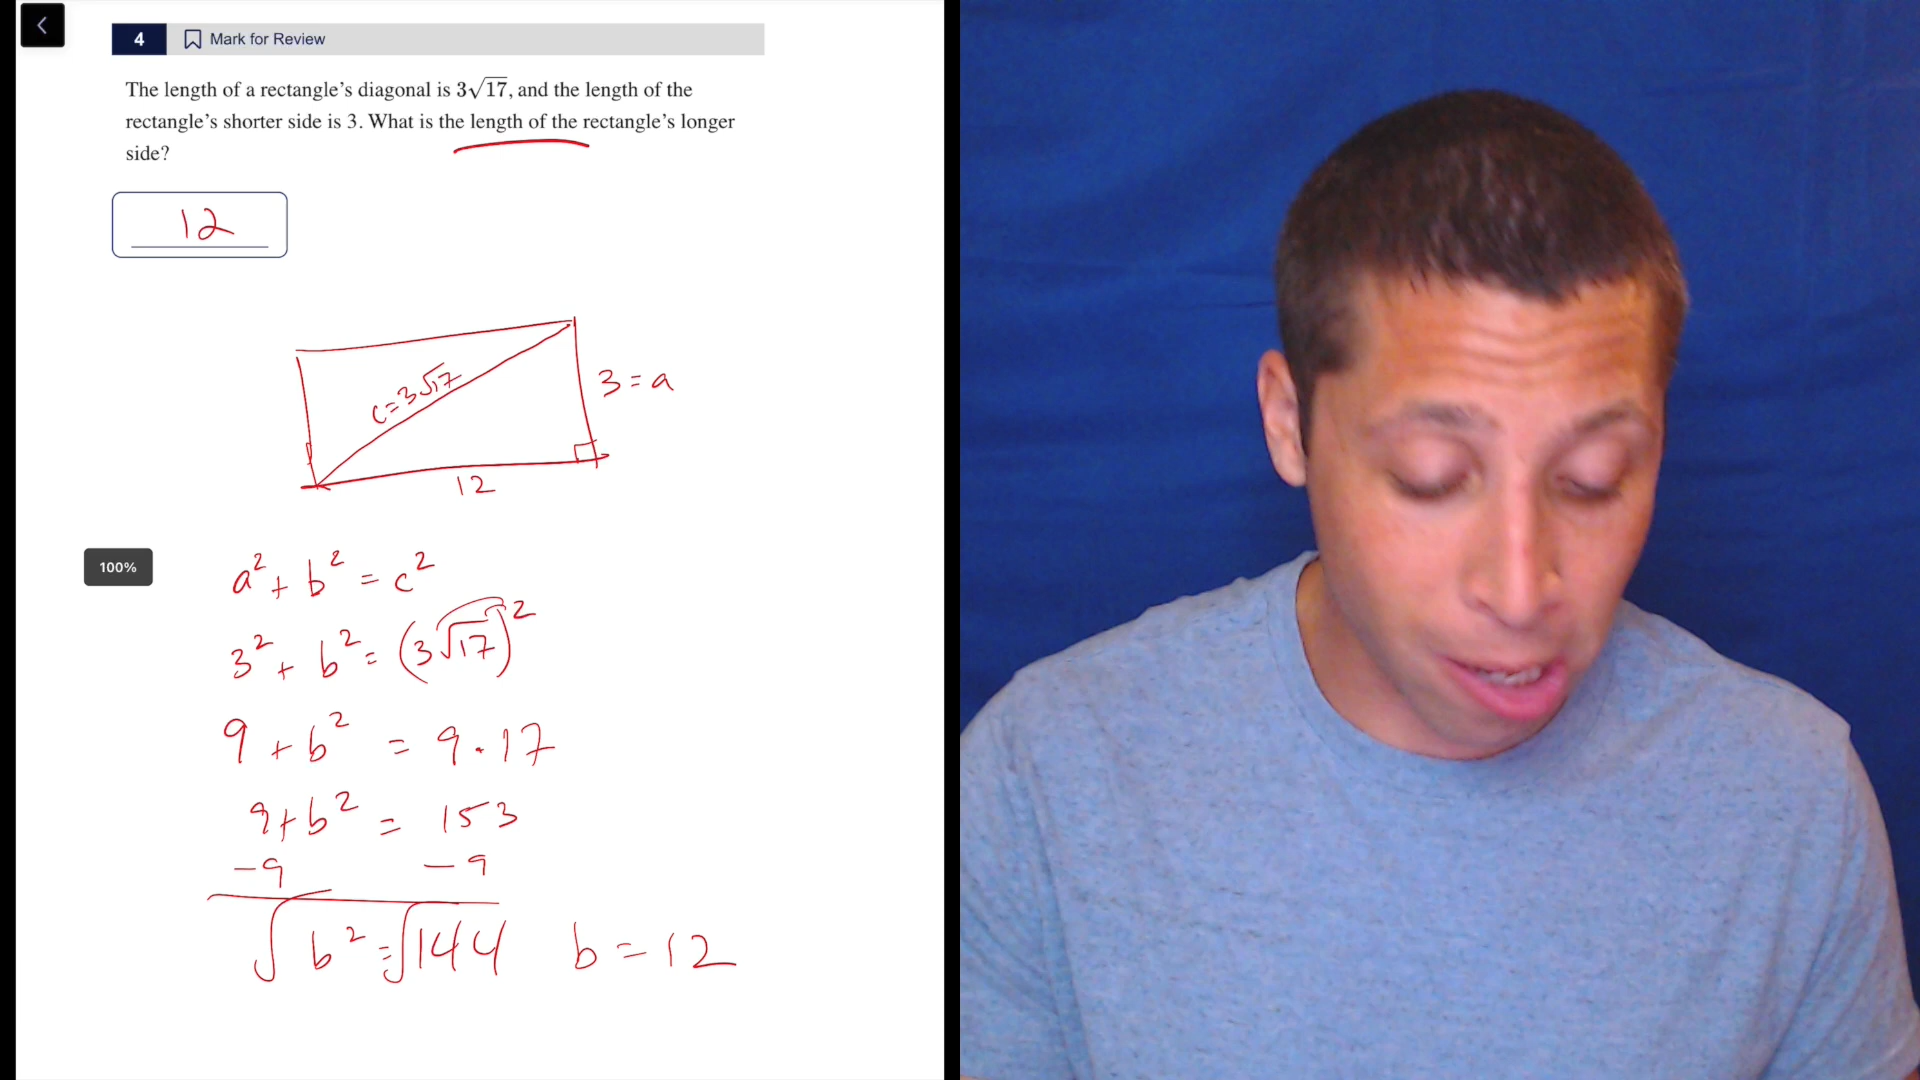 4 Mark for Review
The length of a rectangle’s diagonal is 3√17, and the length of the
rectangle’s shorter side is 3. What is the length of the rectangle’s longer
side?
12
c=3√17
3=a
12
100%
a²+b²=c²
3²+b²=(3√17)²
9+b²=9·17
9+b²=153
-9 -9
√b²=√144 b=12